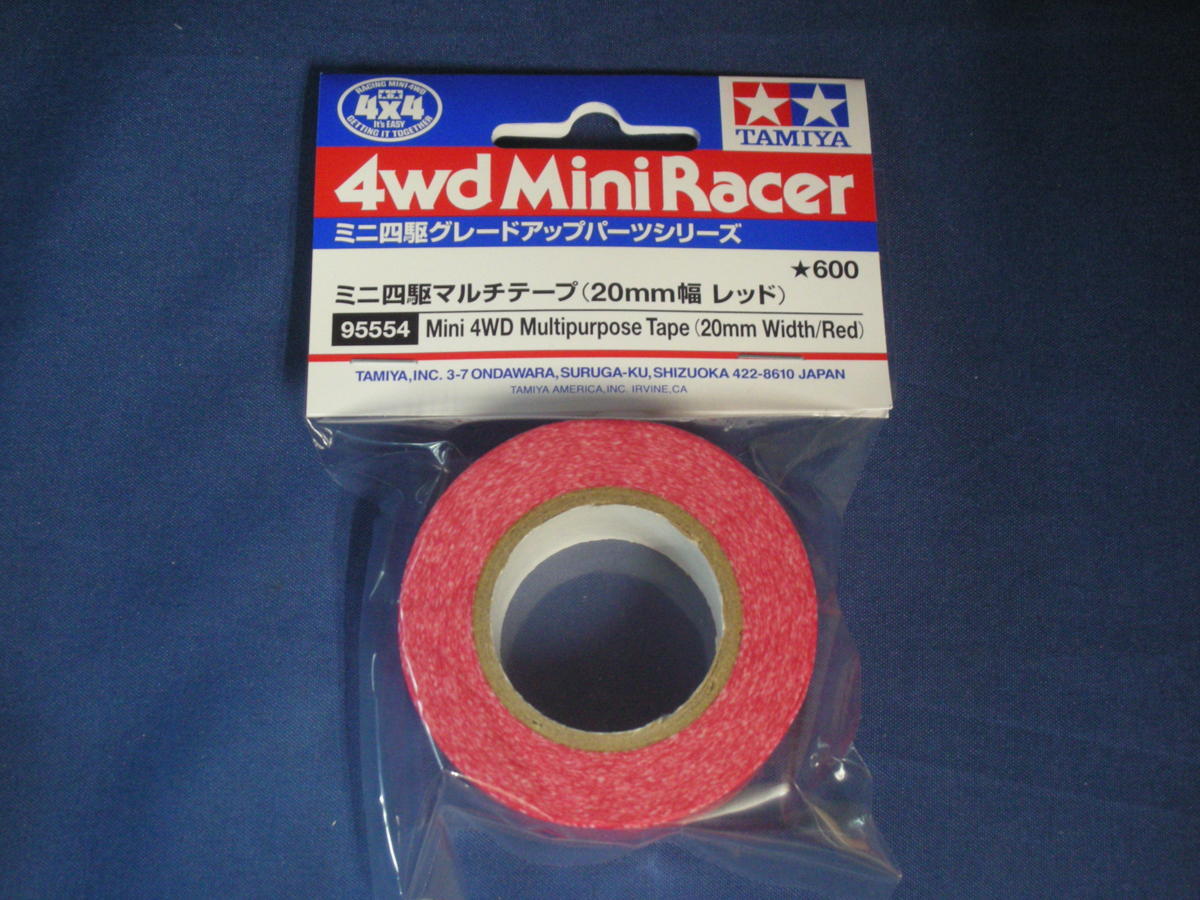 RACING MINI 4WD
4x4
It's EASY
GETTING IT TOGETHER
TAMIYA
4wd Mini Racer
ミニ四駆グレードアップパーツシリーズ
★600
ミニ四駆マルチテープ(20mm幅 レッド)
95554 Mini 4WD Multipurpose Tape (20mm Width/Red)
TAMIYA,INC. 3-7 ONDAWARA, SURUGA-KU, SHIZUOKA 422-8610 JAPAN
TAMIYA AMERICA, INC. IRVINE, CA